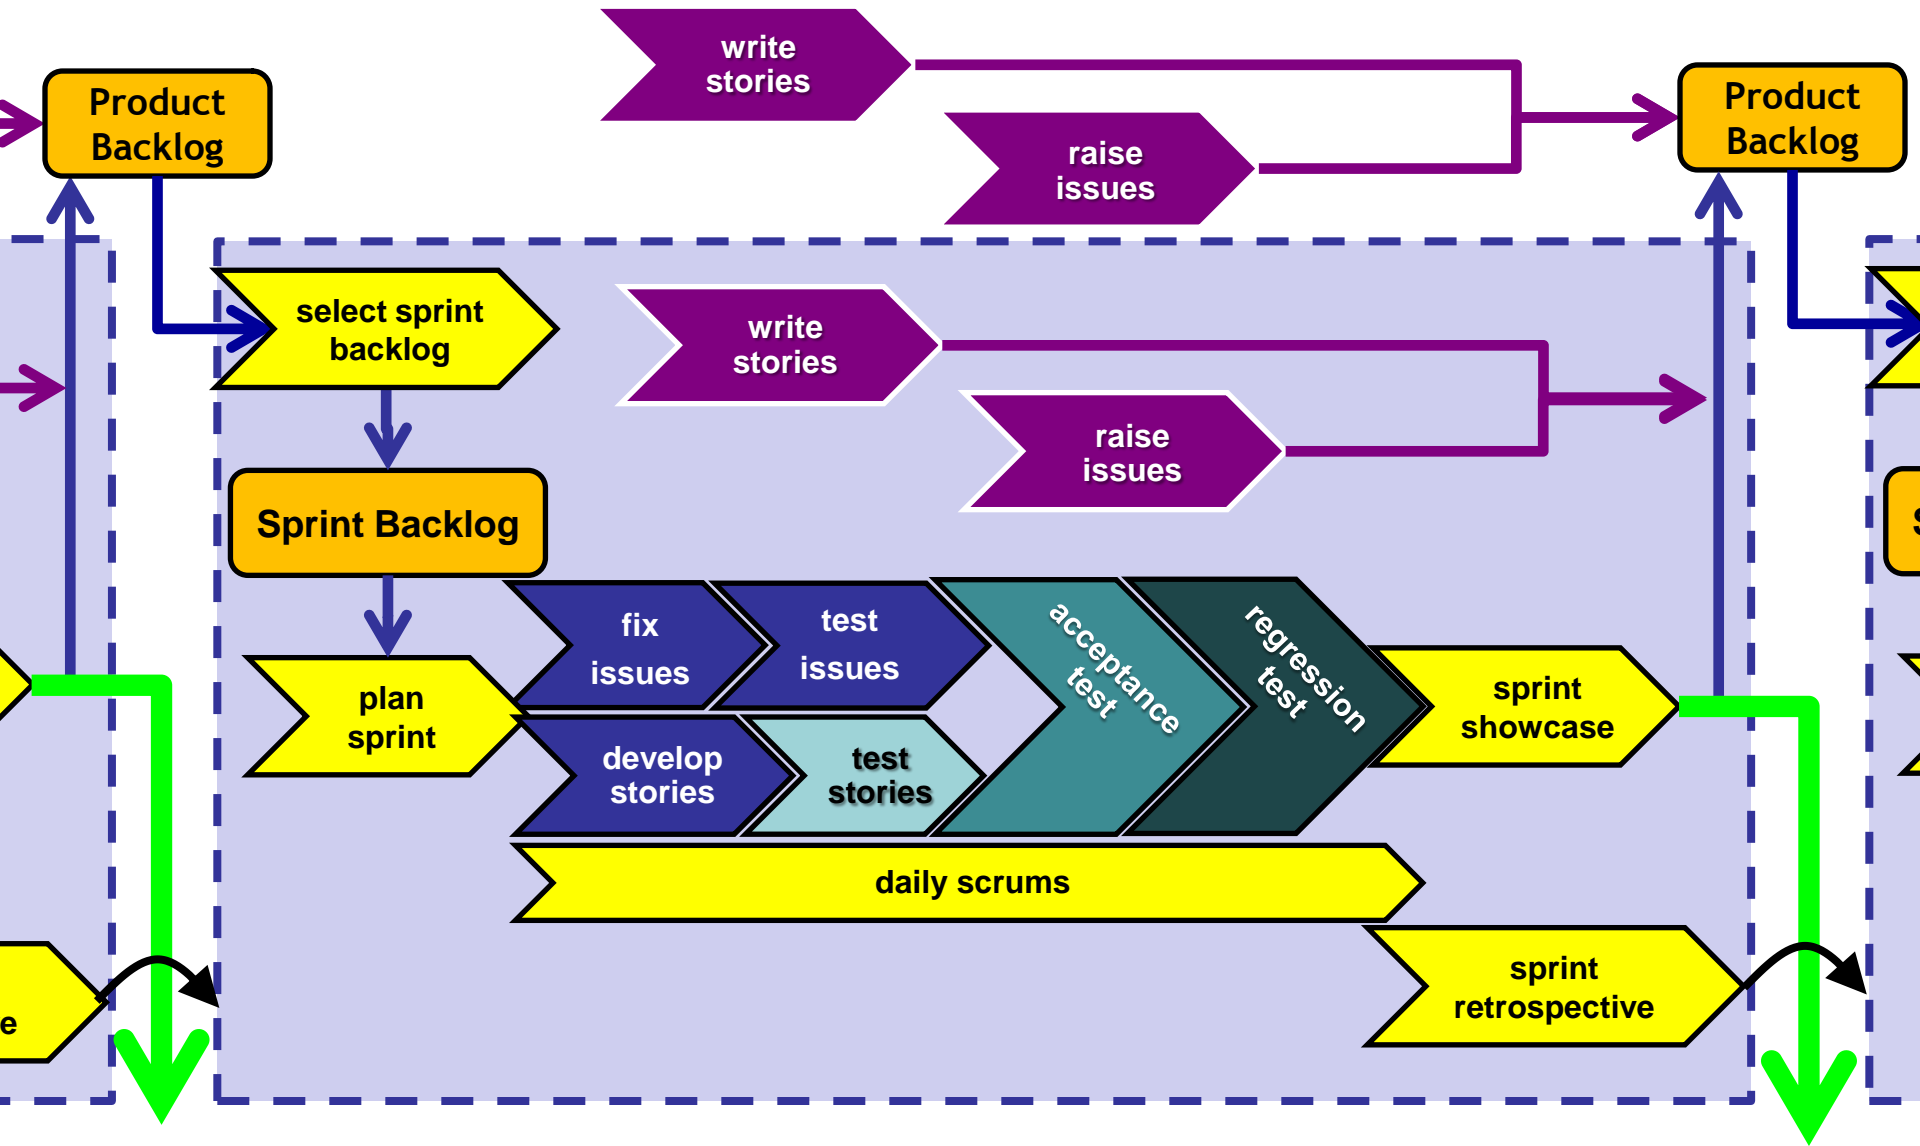 write
stories
Product
Backlog
raise
issues
Product
Backlog
select sprint
backlog
write
stories
raise
issues
Sprint Backlog
fix
issues
test
issues
acceptance
test
regression
test
plan
sprint
sprint
showcase
develop
stories
test
stories
daily scrums
sprint
retrospective
e
S